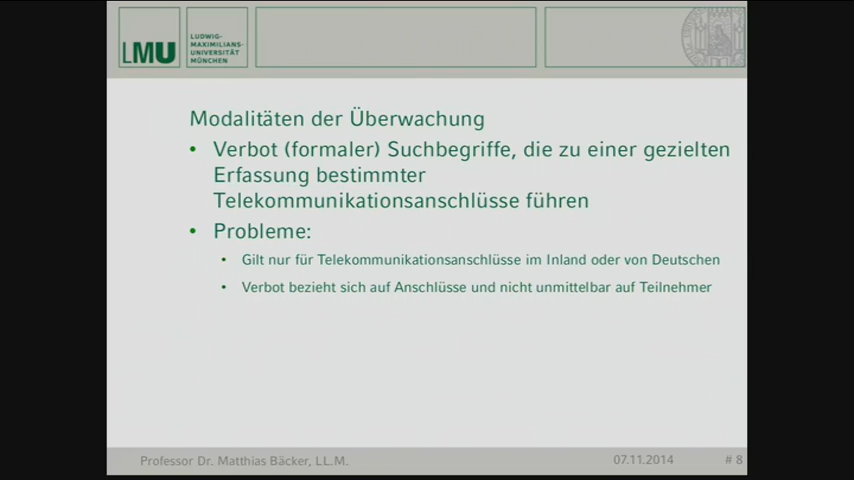 LMU
LUDWIG-
MAXIMILIANS-
UNIVERSITÄT
MÜNCHEN
Modalitäten der Überwachung
• Verbot (formaler) Suchbegriffe, die zu einer gezielten
Erfassung bestimmter
Telekommunikationsanschlüsse führen
• Probleme:
• Gilt nur für Telekommunikationsanschlüsse im Inland oder von Deutschen
• Verbot bezieht sich auf Anschlüsse und nicht unmittelbar auf Teilnehmer
Professor Dr. Matthias Bäcker, LL.M.
07.11.2014
# 8